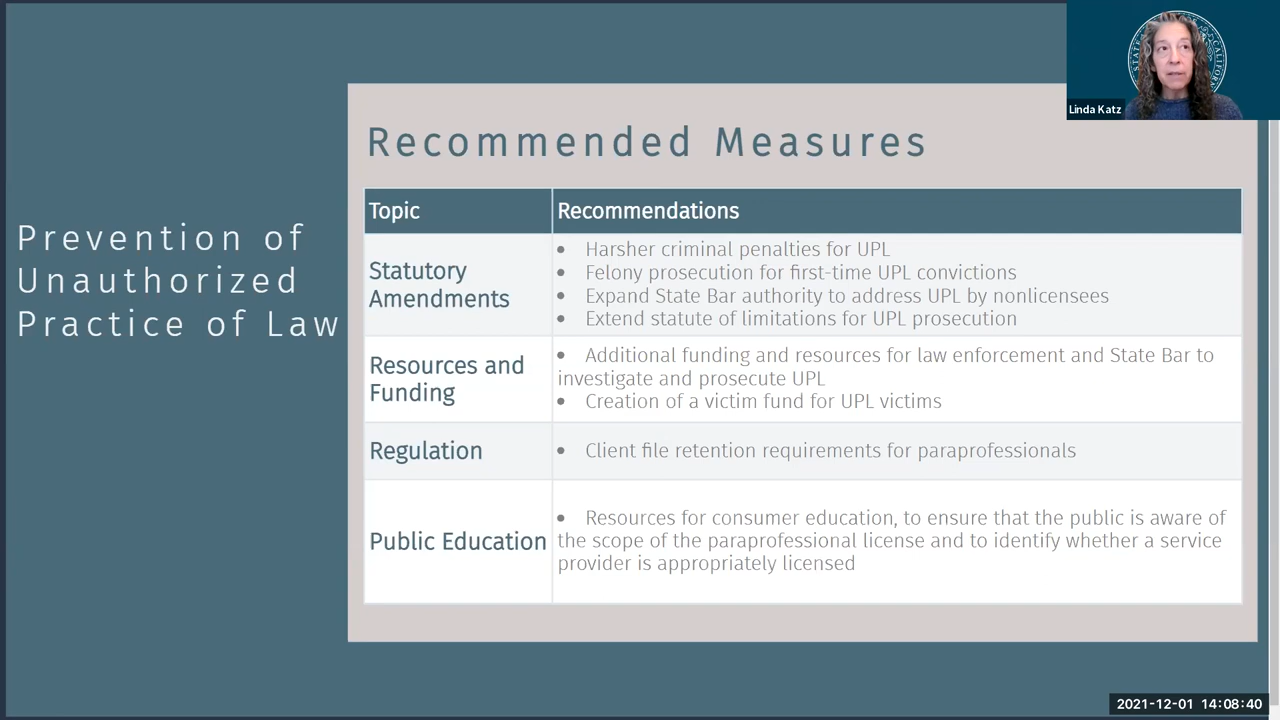 Linda Katz
Recommended Measures
Prevention of
Unauthorized
Practice of Law
Topic
Recommendations
Statutory
Amendments
• Harsher criminal penalties for UPL
• Felony prosecution for first-time UPL convictions
• Expand State Bar authority to address UPL by nonlicensees
• Extend statute of limitations for UPL prosecution
Resources and
Funding
• Additional funding and resources for law enforcement and State Bar to
investigate and prosecute UPL
• Creation of a victim fund for UPL victims
Regulation
• Client file retention requirements for paraprofessionals
Public Education
• Resources for consumer education, to ensure that the public is aware of
the scope of the paraprofessional license and to identify whether a service
provider is appropriately licensed
2021-12-01 14:08:40